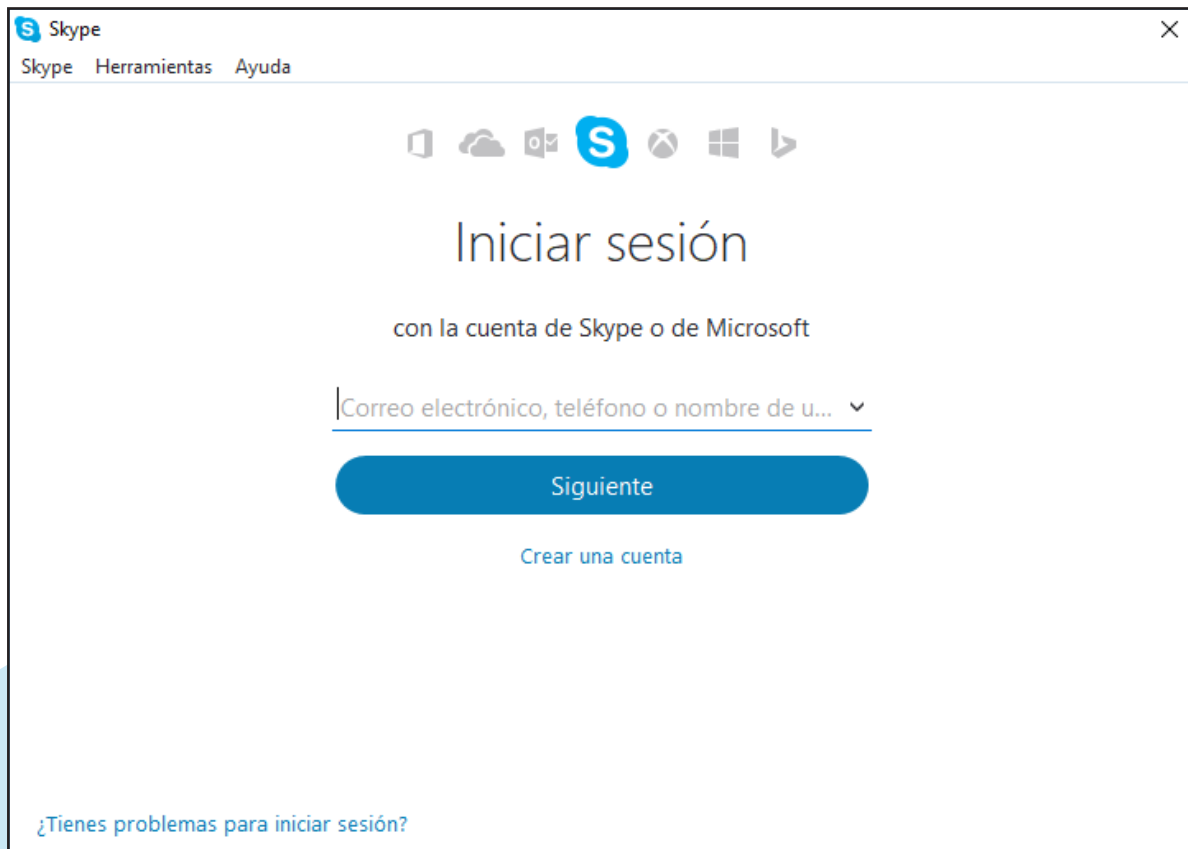 Skype
Skype Herramientas Ayuda
Iniciar sesión
con la cuenta de Skype o de Microsoft
Correo electrónico, teléfono o nombre de u...
Siguiente
Crear una cuenta
¿Tienes problemas para iniciar sesión?